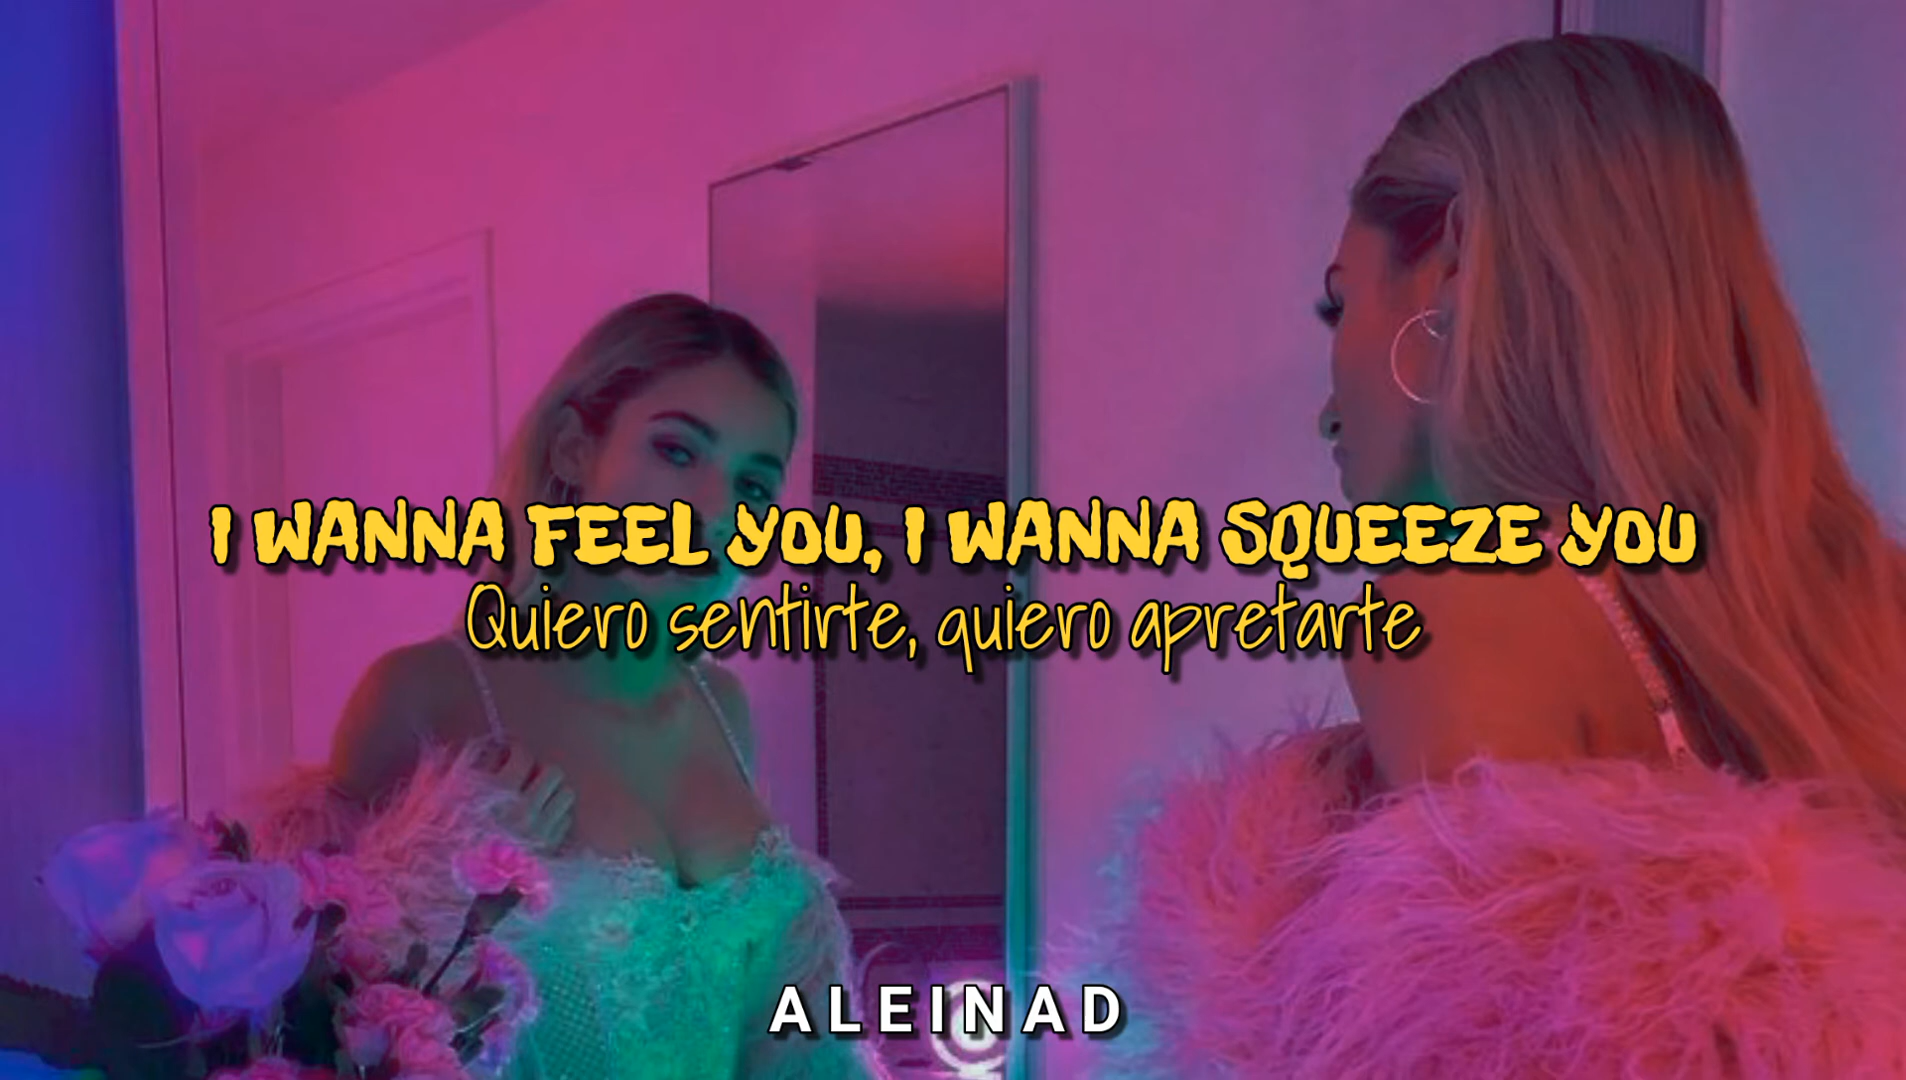 I WANNA FEEL YOU, I WANNA SQUEEZE YOU
Quiero sentirte, quiero apretarte
ALEINAD